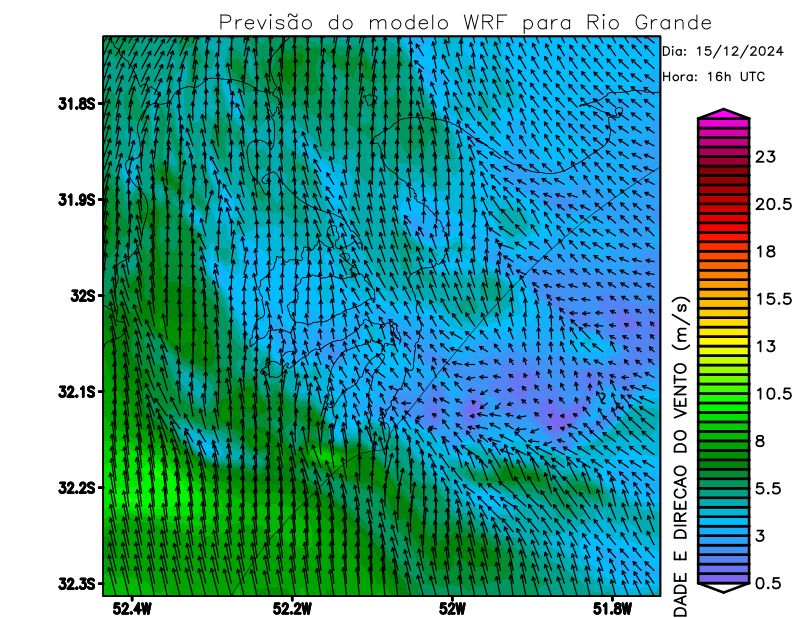 Previsão do modelo WRF para Rio Grande
Dia: 15/12/2024
Hora: 16h UTC
31.8S
31.9S
32S
32.1S
32.2S
32.3S
52.4W
52.2W
52W
51.8W
23
20.5
18
15.5
13
10.5
8
5.5
3
0.5
DADE E DIRECAO DO VENTO (m/s)